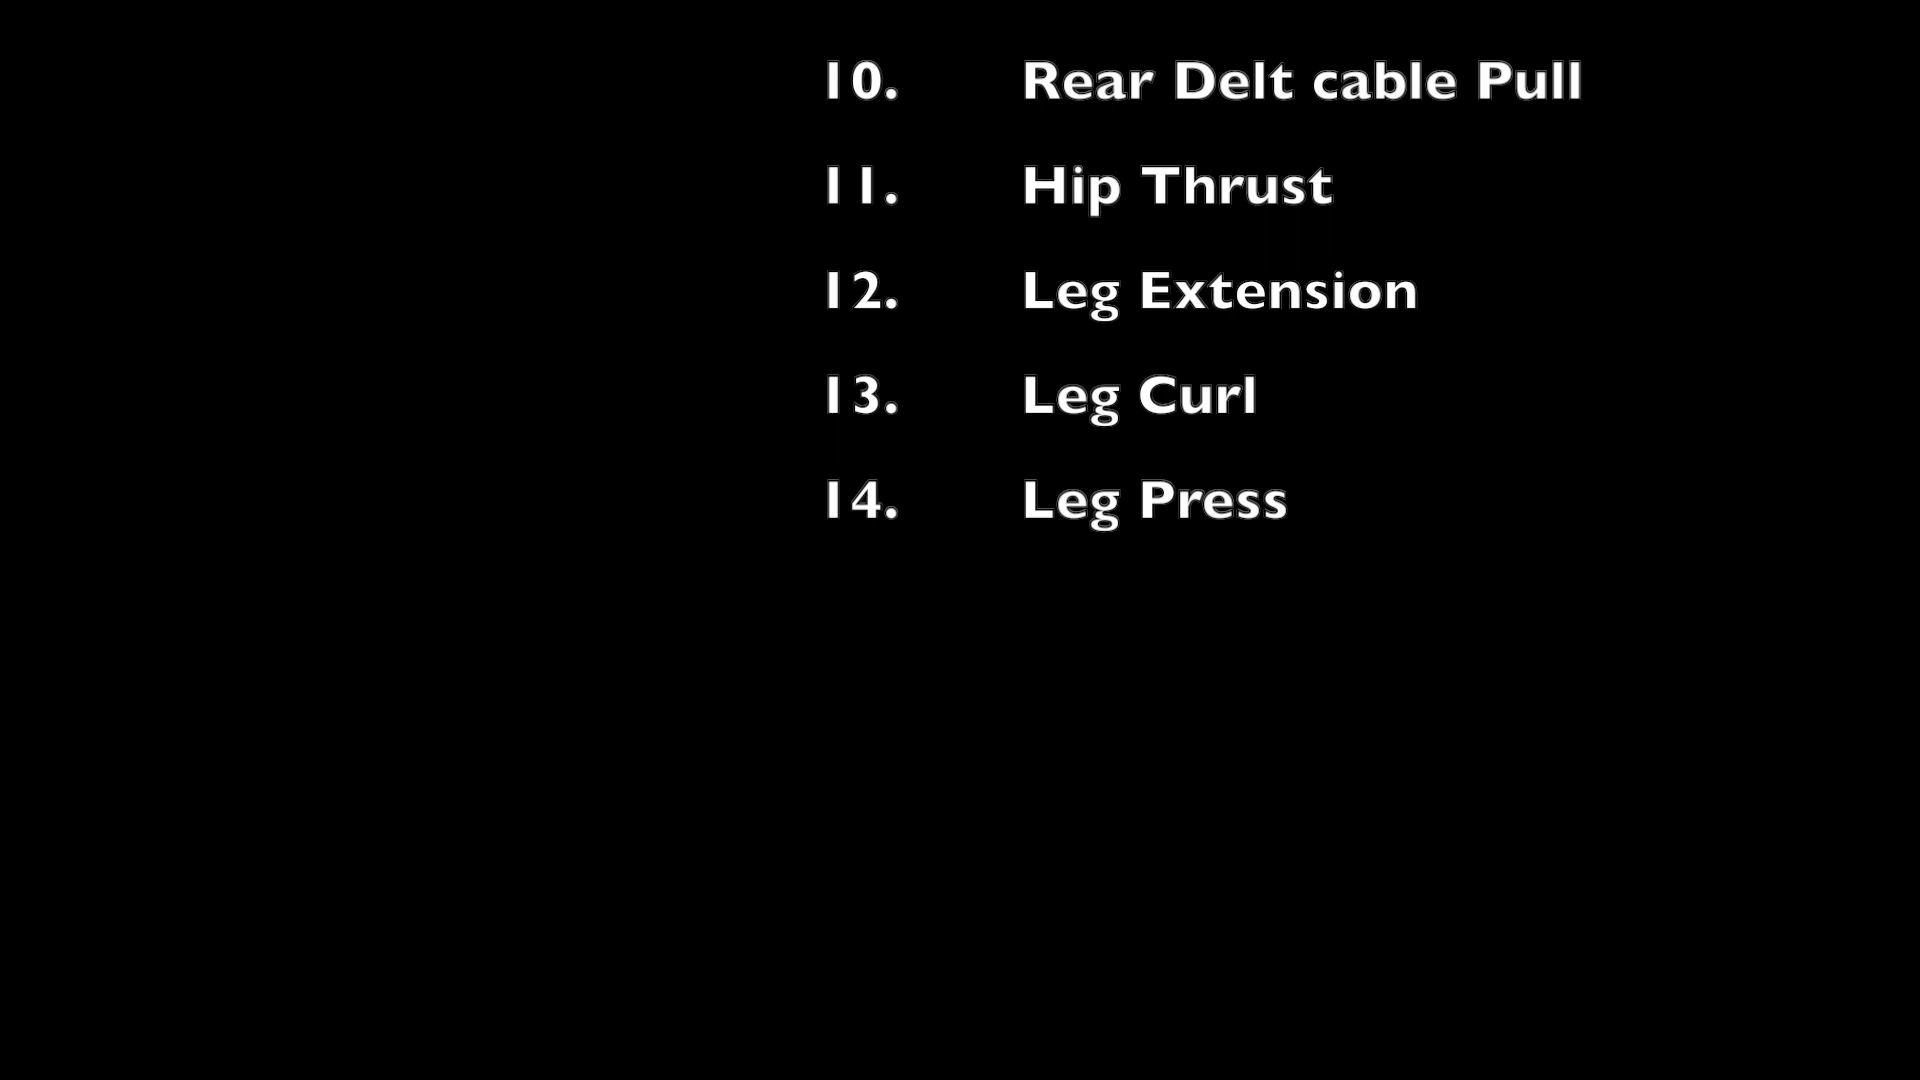 10. Rear Delt cable Pull
11. Hip Thrust
12. Leg Extension
13. Leg Curl
14. Leg Press